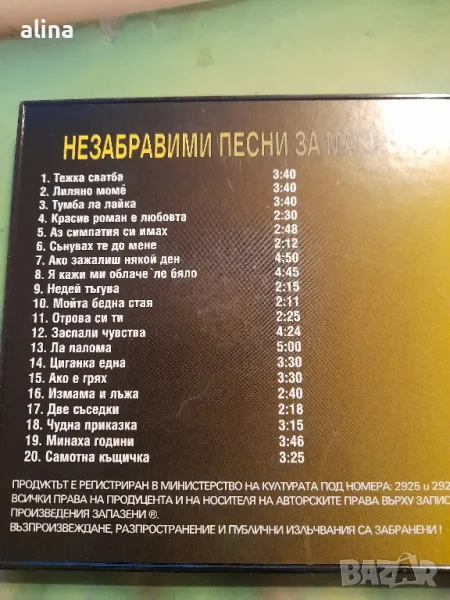 alina
НЕЗАБРАВИМИ ПЕСНИ ЗА
1. Тежка сватба 3:40
2. Лиляно моме 3:40
3. Тумба ла лайка 3:40
4. Красив роман е любовта 2:30
5. Аз симпатия си имах 2:48
6. Сънувах те до мене 2:12
7. Ако зажалиш някой ден 4:50
8. Я кажи ми облаче`ле бяло 4:45
9. Недей тъгува 2:15
10. Мойта бедна стая 2:11
11. Отрова си ти 2:25
12. Заспали чувства 4:24
13. Ла палома 5:00
14. Циганка една 3:30
15. Ако е грях 3:30
16. Измама и лъжа 2:40
17. Две съседки 2:18
18. Чудна приказка 3:15
19. Минаха години 3:46
20. Самотна къщичка 3:25
ПРОДУКТЪТ Е РЕГИСТРИРАН В МИНИСТЕРСТВО НА КУЛТУРАТА ПОД НОМЕРА: 2925 и 292
ВСИЧКИ ПРАВА НА ПРОДУЦЕНТА И НА НОСИТЕЛЯ НА АВТОРСКИТЕ ПРАВА ВЪРХУ ЗАПИС
ПРОИЗВЕДЕНИЯ ЗАПАЗЕНИ ®.
ВЪЗПРОИЗВЕЖДАНЕ, РАЗПРОСТРАНЕНИЕ И ПУБЛИЧНИ ИЗЛЪЧВАНИЯ СА ЗАБРАНЕНИ !
BAZAR